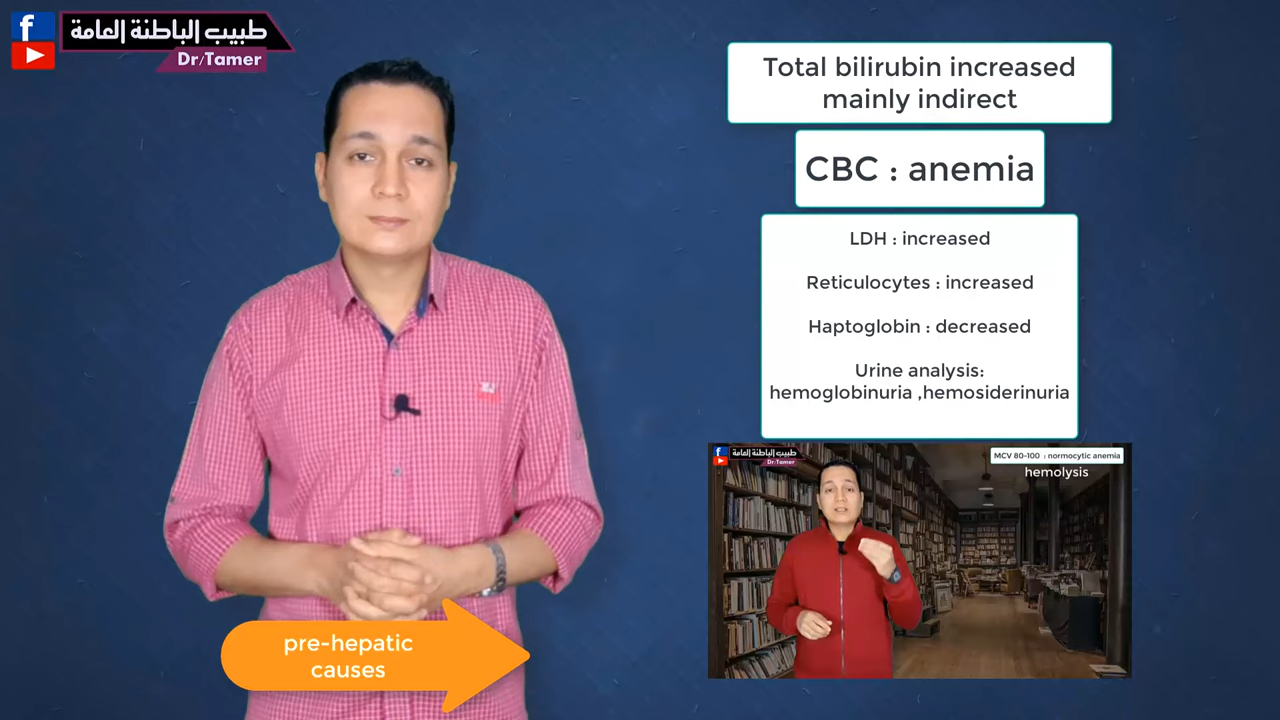 f
طبيب الباطنة العامة
Dr/Tamer
Total bilirubin increased
mainly indirect
CBC : anemia
LDH : increased
Reticulocytes : increased
Haptoglobin : decreased
Urine analysis:
hemoglobinuria ,hemosiderinuria
f
طبيب الباطنة العامة
Dr/Tamer
MCV 80-100 : normocytic anemia
hemolysis
pre-hepatic
causes